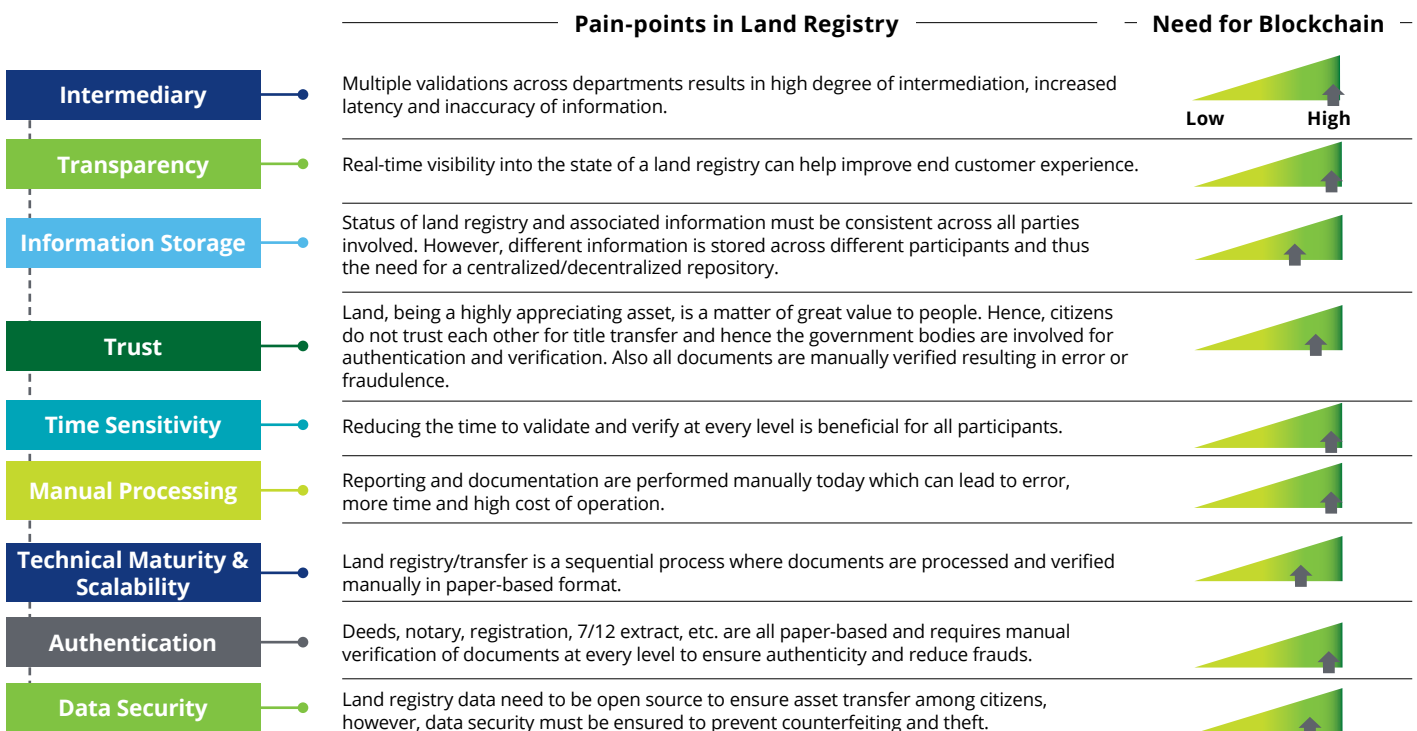 Pain-points in Land Registry
Need for Blockchain
Intermediary
Multiple validations across departments results in high degree of intermediation, increased
latency and inaccuracy of information.
Low
High
Transparency
Real-time visibility into the state of a land registry can help improve end customer experience.
Information Storage
Status of land registry and associated information must be consistent across all parties
involved. However, different information is stored across different participants and thus
the need for a centralized/decentralized repository.
Trust
Land, being a highly appreciating asset, is a matter of great value to people. Hence, citizens
do not trust each other for title transfer and hence the government bodies are involved for
authentication and verification. Also all documents are manually verified resulting in error or
fraudulence.
Time Sensitivity
Reducing the time to validate and verify at every level is beneficial for all participants.
Manual Processing
Reporting and documentation are performed manually today which can lead to error,
more time and high cost of operation.
Technical Maturity &
Scalability
Land registry/transfer is a sequential process where documents are processed and verified
manually in paper-based format.
Authentication
Deeds, notary, registration, 7/12 extract, etc. are all paper-based and requires manual
verification of documents at every level to ensure authenticity and reduce frauds.
Data Security
Land registry data need to be open source to ensure asset transfer among citizens,
however, data security must be ensured to prevent counterfeiting and theft.